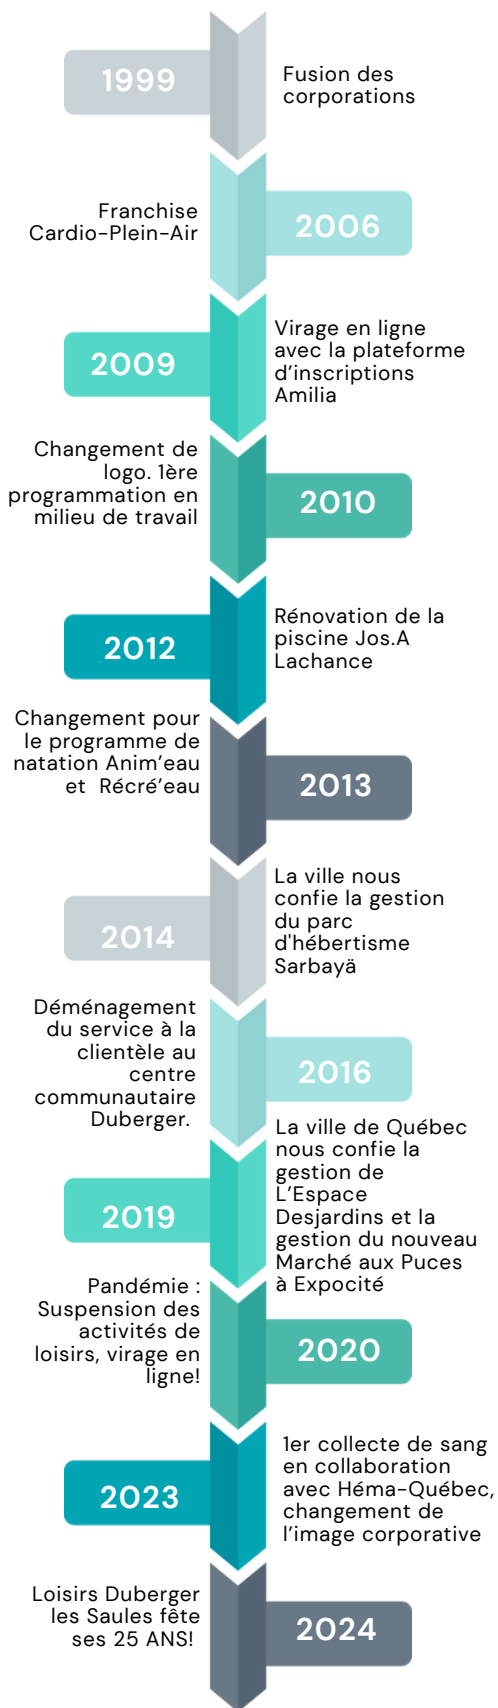 1999
Fusion des
corporations
Franchise
Cardio-Plein-Air
2006
2009
Virage en ligne
avec la plateforme
d'inscriptions
Amilia
Changement de
logo. 1ère
programmation en
milieu de travail
2010
2012
Rénovation de la
piscine Jos.A
Lachance
Changement pour
le programme de
natation Anim'eau
et Récré'eau
2013
2014
La ville nous
confie la gestion
du parc
d'hébertisme
Sarbayä
Déménagement
du service à la
clientèle au
centre
communautaire
Duberger.
2016
2019
La ville de Québec
nous confie la
gestion de
L'Espace
Desjardins et la
gestion du nouveau
Marché aux Puces
à Expocité
Pandémie :
Suspension des
activités de
loisirs, virage en
ligne!
2020
2023
1er collecte de sang
en collaboration
avec Héma-Québec,
changement de
l'image corporative
Loisirs Duberger
les Saules fête
ses 25 ANS!
2024